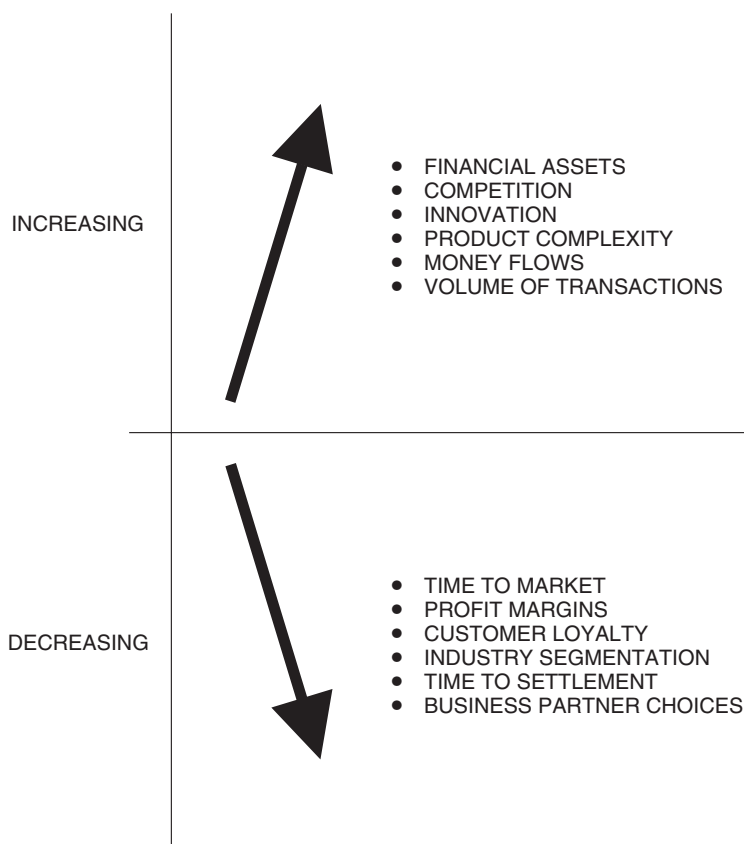 INCREASING
● FINANCIAL ASSETS
● COMPETITION
● INNOVATION
● PRODUCT COMPLEXITY
● MONEY FLOWS
● VOLUME OF TRANSACTIONS
DECREASING
● TIME TO MARKET
● PROFIT MARGINS
● CUSTOMER LOYALTY
● INDUSTRY SEGMENTATION
● TIME TO SETTLEMENT
● BUSINESS PARTNER CHOICES